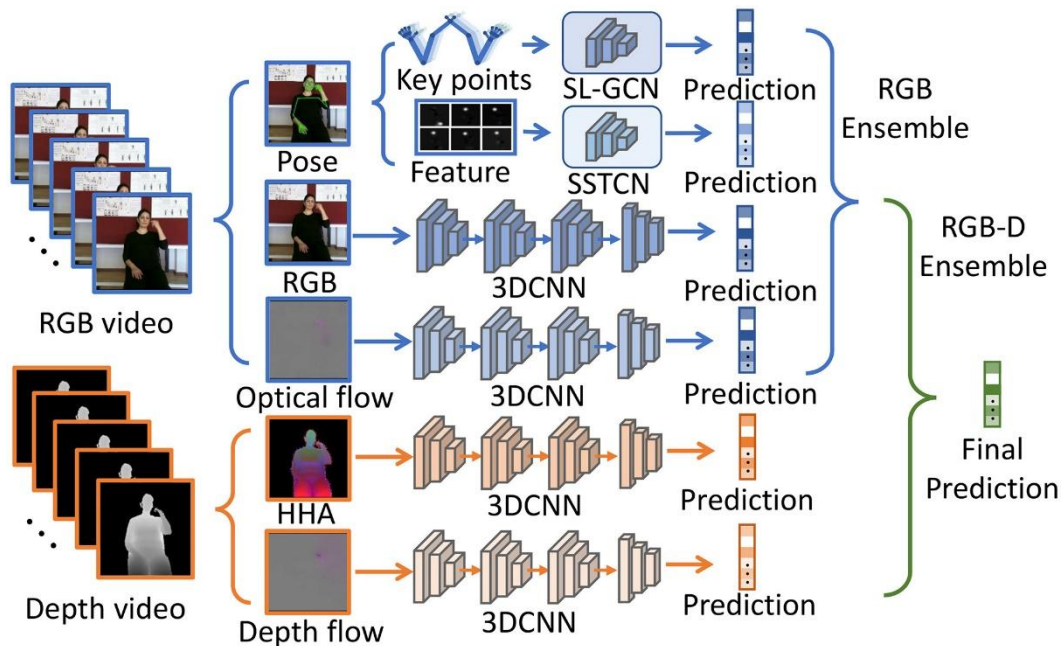 RGB video
Depth video
Pose
RGB
Optical flow
HHA
Depth flow
Key points
Feature
SL-GCN
SSTCN
3DCNN
3DCNN
3DCNN
3DCNN
Prediction
Prediction
Prediction
Prediction
Prediction
Prediction
RGB
Ensemble
RGB-D
Ensemble
Final
Prediction